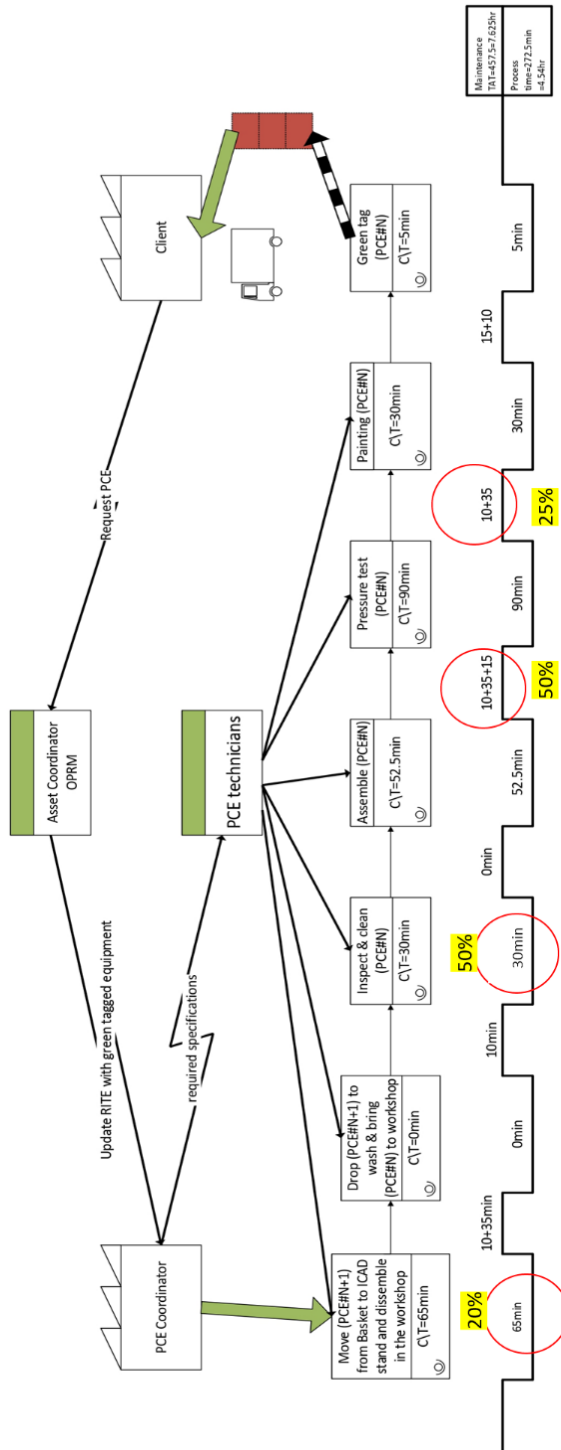 Client
Request PCE
Asset Coordinator
OPRM
Update RITE with green tagged equipment
PCE Coordinator
required specifications
PCE technicians
Move (PCE#N+1)
from Basket to ICAD
stand and dissemble
in the workshop
C\T=65min
Drop (PCE#N+1) to
wash & bring
(PCE#N) to workshop
C\T=0min
Inspect & clean
(PCE#N)
C\T=30min
Assemble (PCE#N)
C\T=52.5min
Pressure test
(PCE#N)
C\T=90min
Painting (PCE#N)
C\T=30min
Green tag
(PCE#N)
C\T=5min
20%
65min
10+35min
0min
10min
50%
30min
0min
52.5min
10+35+15
50%
90min
10+35
25%
30min
15+10
5min
Maintenance
TAT=457.5=7.625hr
Process
time=272.5min
=4.54hr